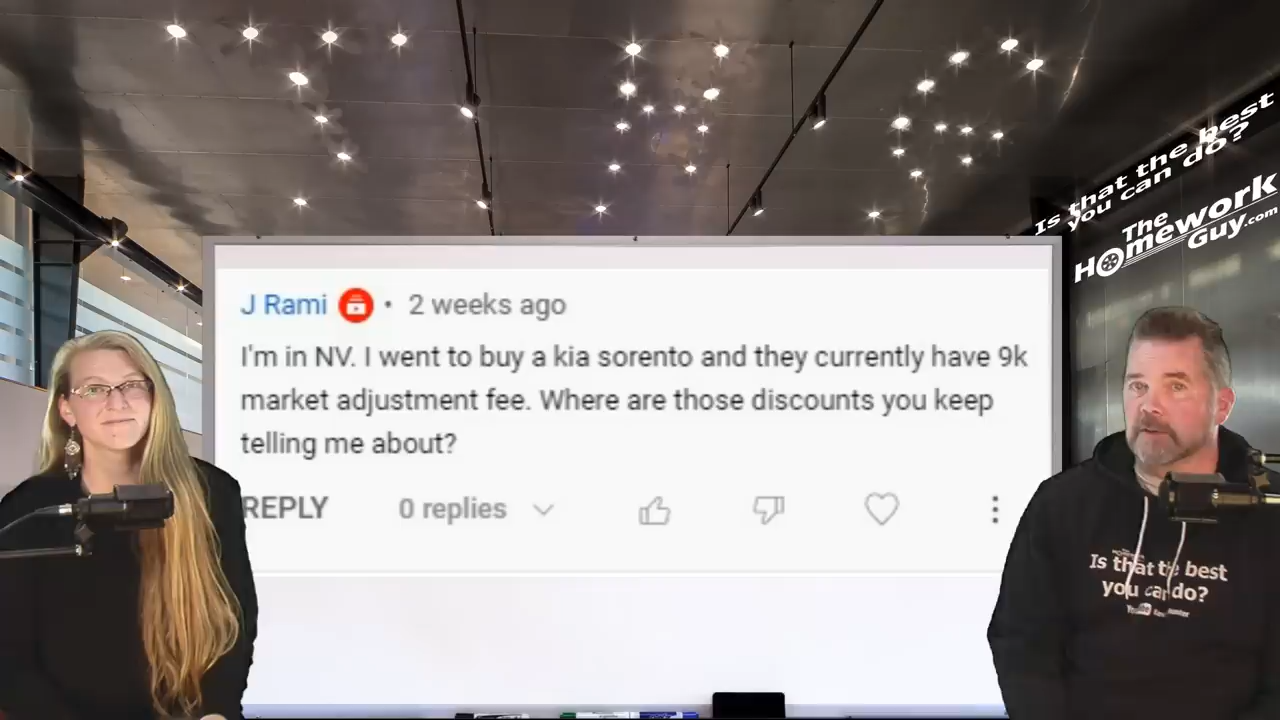 Is that the best
you can do?
The
Homework
Guy.com
J Rami • 2 weeks ago
I'm in NV. I went to buy a kia sorento and they currently have 9k
market adjustment fee. Where are those discounts you keep
telling me about?
REPLY 0 replies
Is that the best
you can do?